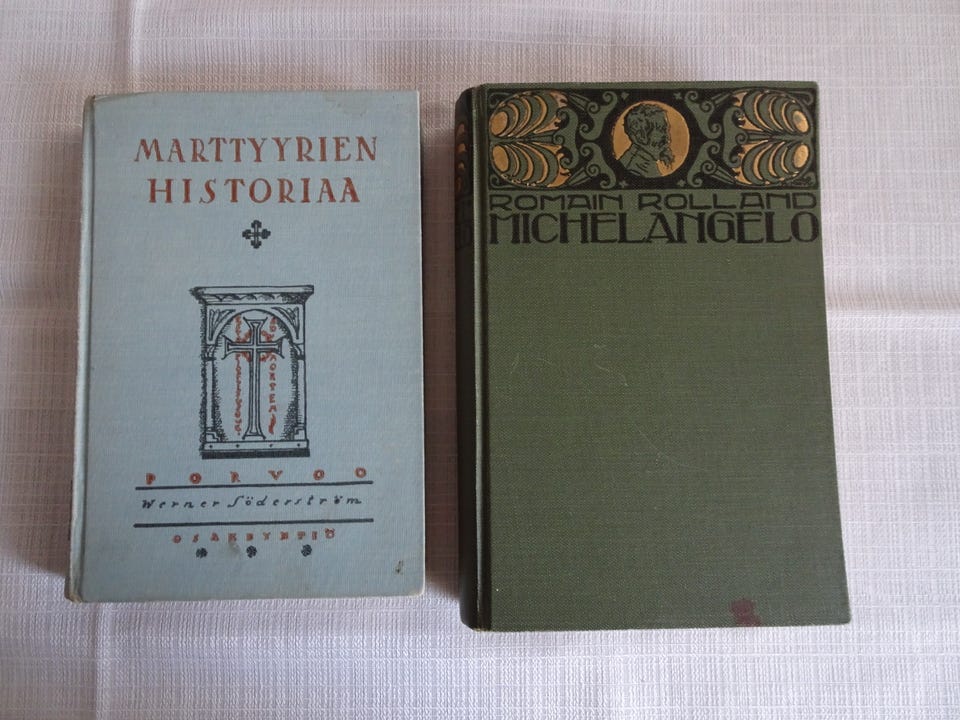 MARTTYYRIEN
HISTORIAA
PORVOO
Werner Söderström
OSAKEYHTIÖ
ROMAIN ROLLAND
MICHELANGELO